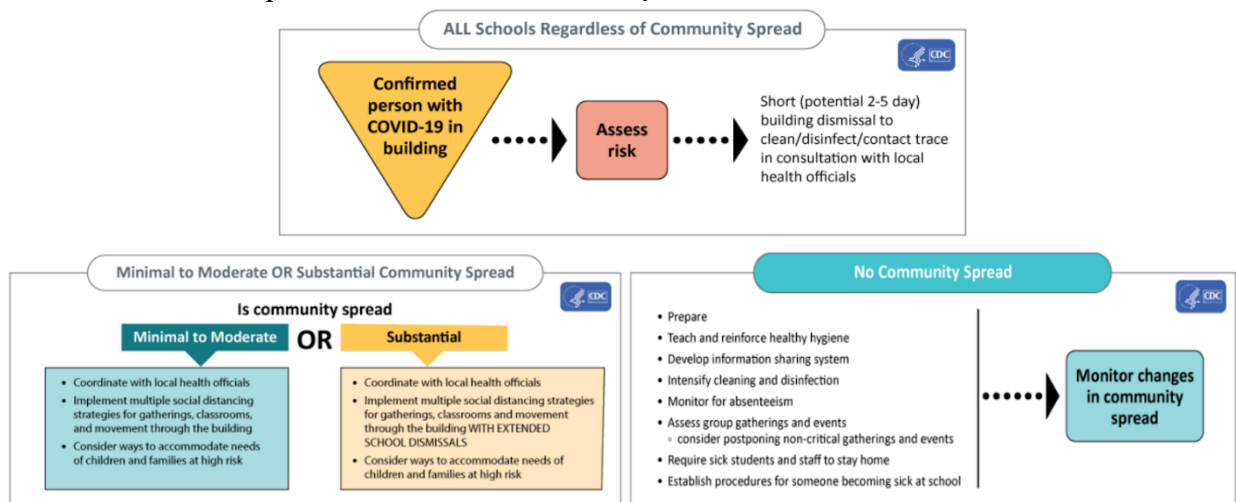 ALL Schools Regardless of Community Spread
CDC
Confirmed
person with
COVID-19 in
building
Assess
risk
Short (potential 2-5 day)
building dismissal to
clean/disinfect/contact trace
in consultation with local
health officials
Minimal to Moderate OR Substantial Community Spread
CDC
Is community spread
Minimal to Moderate
OR
Substantial
• Coordinate with local health officials
• Implement multiple social distancing
strategies for gatherings, classrooms,
and movement through the building
• Consider ways to accommodate needs
of children and families at high risk
• Coordinate with local health officials
• Implement multiple social distancing strategies
for gatherings, classrooms and movement
through the building WITH EXTENDED
SCHOOL DISMISSALS
• Consider ways to accommodate needs of
children and families at high risk
No Community Spread
CDC
• Prepare
• Teach and reinforce healthy hygiene
• Develop information sharing system
• Intensify cleaning and disinfection
• Monitor for absenteeism
• Assess group gatherings and events
◦ consider postponing non-critical gatherings and events
• Require sick students and staff to stay home
• Establish procedures for someone becoming sick at school
Monitor changes
in community
spread